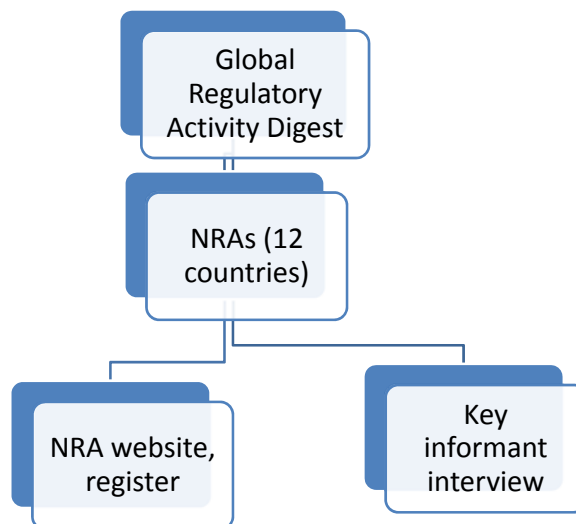 Global
Regulatory
Activity Digest
NRAs (12
countries)
NRA website,
register
Key
informant
interview